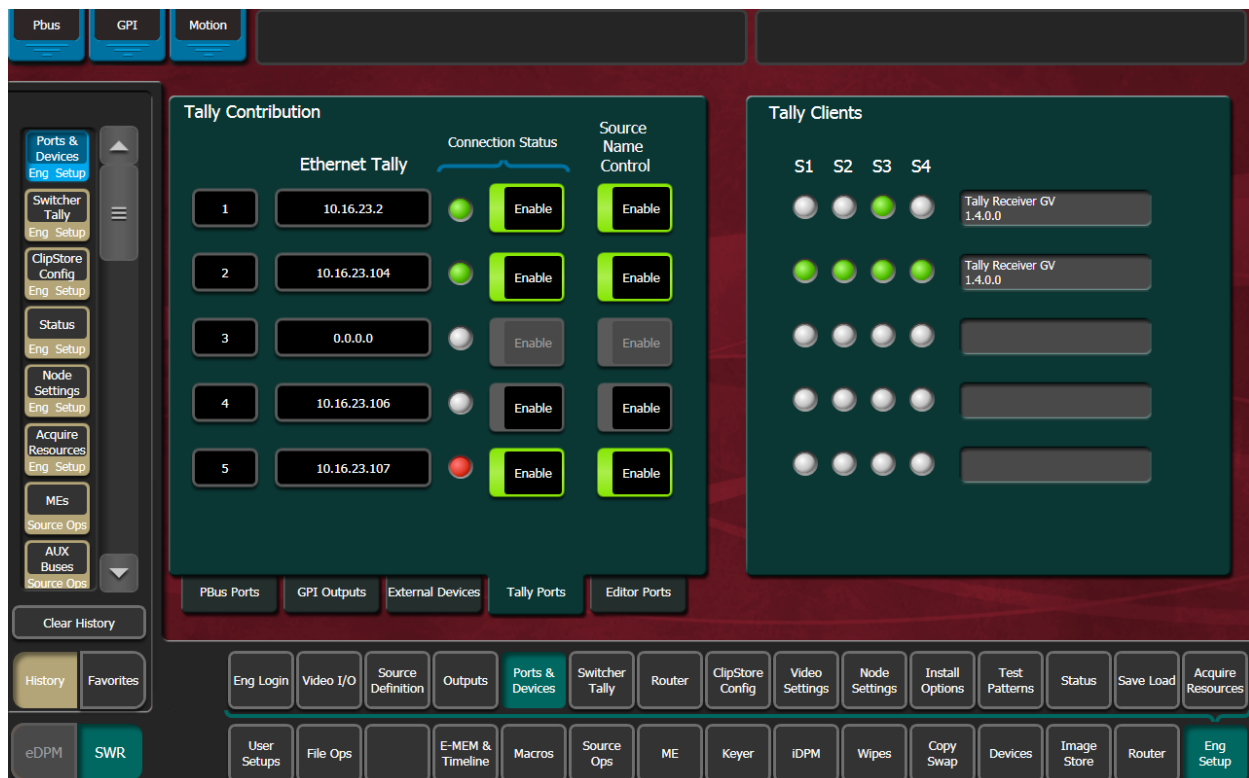 Pbus
GPI
Motion
Tally Contribution
Ethernet Tally
Connection Status
Source
Name
Control
1
10.16.23.2
Enable
Enable
2
10.16.23.104
Enable
Enable
3
0.0.0.0
Enable
Enable
4
10.16.23.106
Enable
Enable
5
10.16.23.107
Enable
Enable
Tally Clients
S1 S2 S3 S4
Tally Receiver GV
1.4.0.0
Tally Receiver GV
1.4.0.0
Ports &
Devices
Eng Setup
Switcher
Tally
Eng Setup
ClipStore
Config
Eng Setup
Status
Eng Setup
Node
Settings
Eng Setup
Acquire
Resources
Eng Setup
MEs
Source Ops
AUX
Buses
Source Ops
Clear History
History
Favorites
PBus Ports
GPI Outputs
External Devices
Tally Ports
Editor Ports
Eng Login
Video I/O
Source
Definition
Outputs
Ports &
Devices
Switcher
Tally
Router
ClipStore
Config
Video
Settings
Node
Settings
Install
Options
Test
Patterns
Status
Save Load
Acquire
Resources
eDPM
SWR
User
Setups
File Ops
E-MEM &
Timeline
Macros
Source
Ops
ME
Keyer
iDPM
Wipes
Copy
Swap
Devices
Image
Store
Router
Eng
Setup